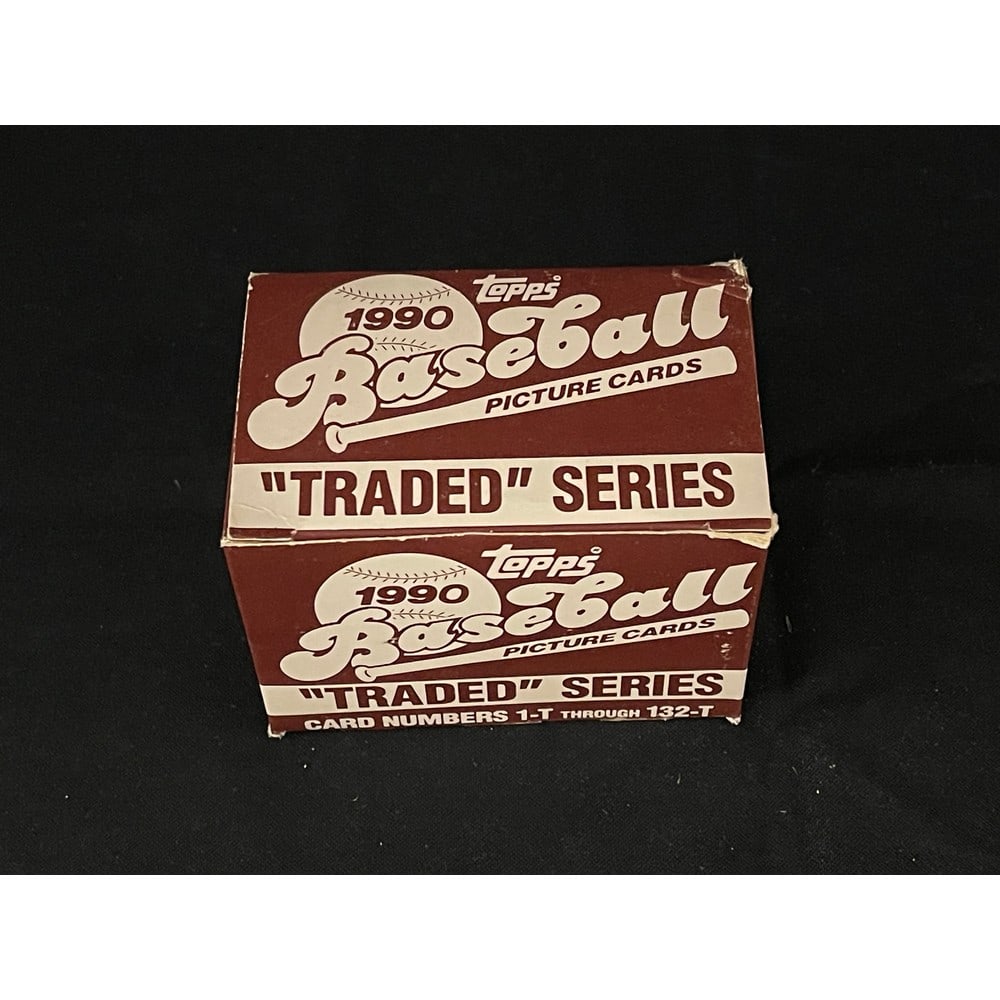 topps®
1990
Baseball
PICTURE CARDS
"TRADED" SERIES
topps®
1990
Baseball
PICTURE CARDS
"TRADED" SERIES
CARD NUMBERS 1-T THROUGH 132-T